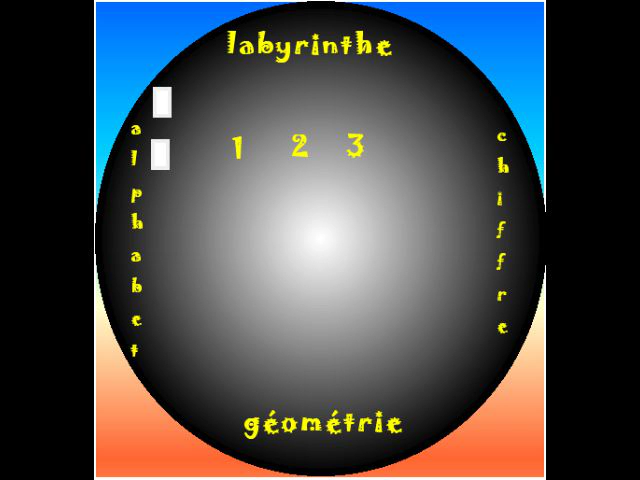 labyrinthe
1 2 3
alphabet
chiffre
géométrie